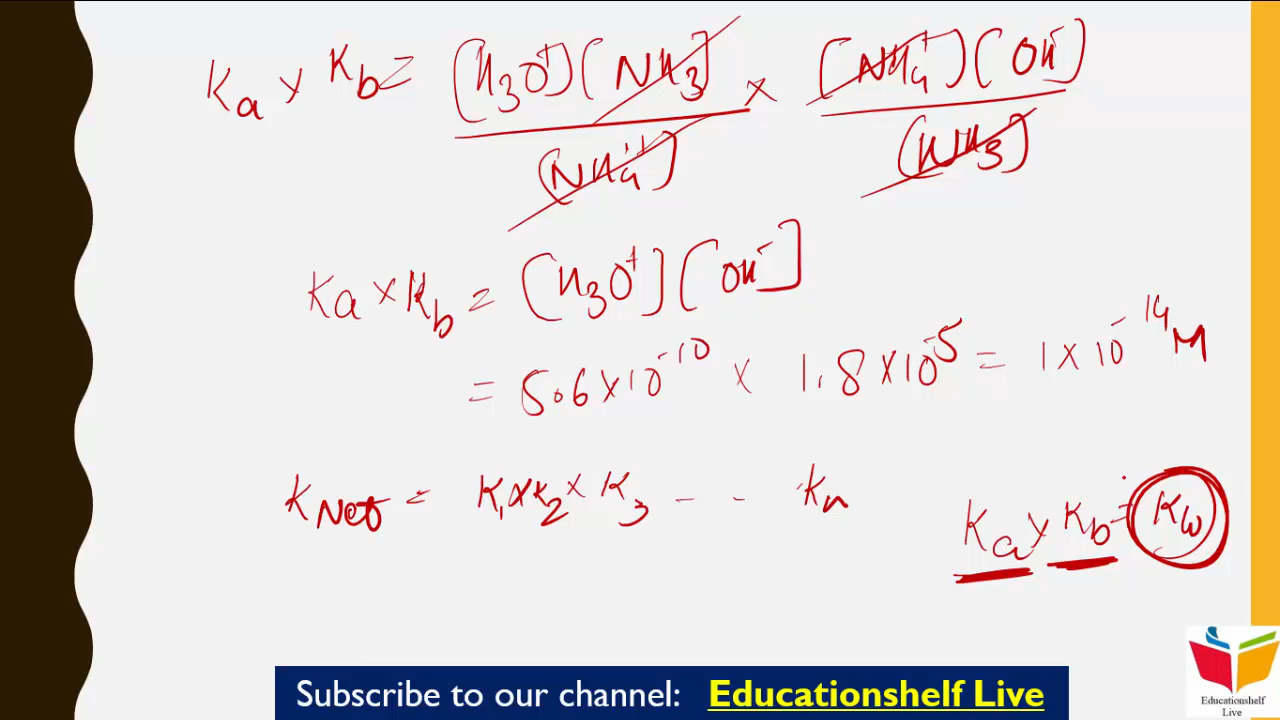 Ka x Kb = [H3O+][NH3] / [NH4+] x [NH4+][OH-] / [NH3]
Ka x Kb = [H3O+][OH-]
= 5.6 x 10^-10 x 1.8 x 10^-5 = 1 x 10^-14 M
KNet = K1 x K2 x K3 - - Kn
Ka x Kb = Kw
Subscribe to our channel: Educationshelf Live
Educationshelf
Live